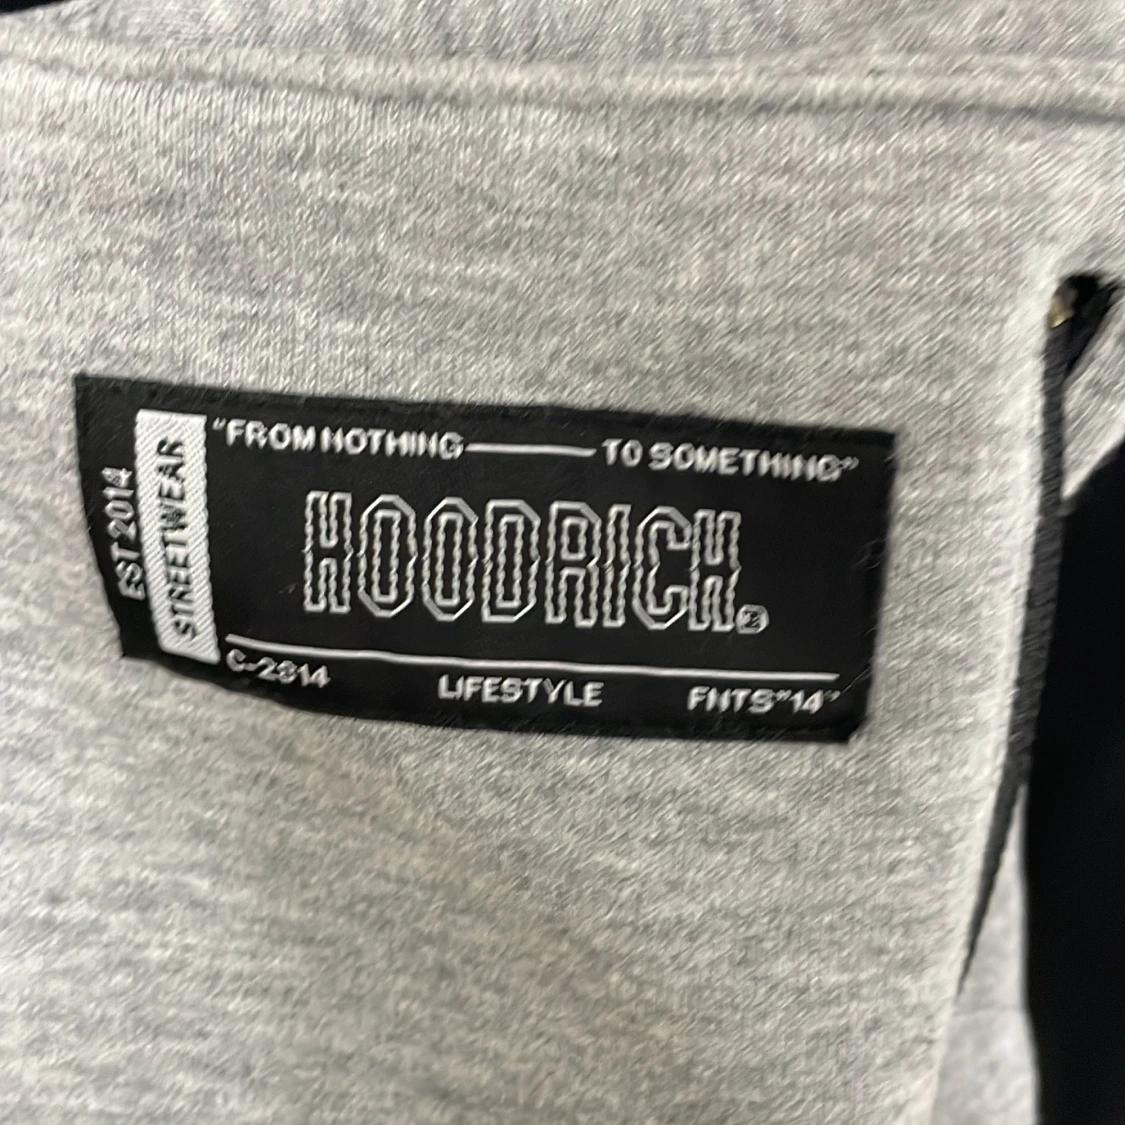 EST 2014
STREETWEAR
"FROM NOTHING — TO SOMETHING"
HOODRICH®
C-2014 LIFESTYLE FNTS"14"